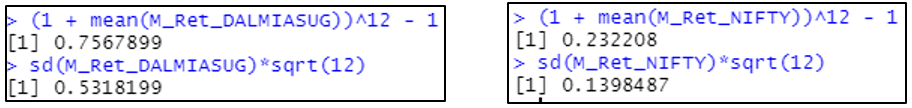 > (1 + mean(M_Ret_DALMIASUG))^12 - 1
[1] 0.7567899
> sd(M_Ret_DALMIASUG)*sqrt(12)
[1] 0.5318199
> (1 + mean(M_Ret_NIFTY))^12 - 1
[1] 0.232208
> sd(M_Ret_NIFTY)*sqrt(12)
[1] 0.1398487